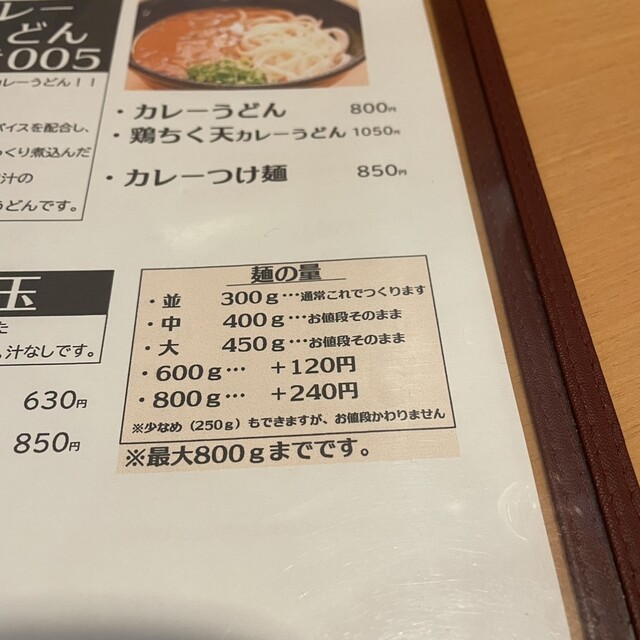 カレー
うどん
005
カレーうどん！！
パイスを配合し、
っくり煮込んだ
汁の
うどんです。
・カレーうどん 800円
・鶏ちく天カレーうどん 1050円
・カレーつけ麺 850円
玉
た
汁なしです。
630円
850円
麺の量
・並 300ｇ…通常これでつくります
・中 400ｇ…お値段そのまま
・大 450ｇ…お値段そのまま
・600ｇ… ＋120円
・800ｇ… ＋240円
※少なめ（250ｇ）もできますが、お値段かわりません
※最大800ｇまでです。